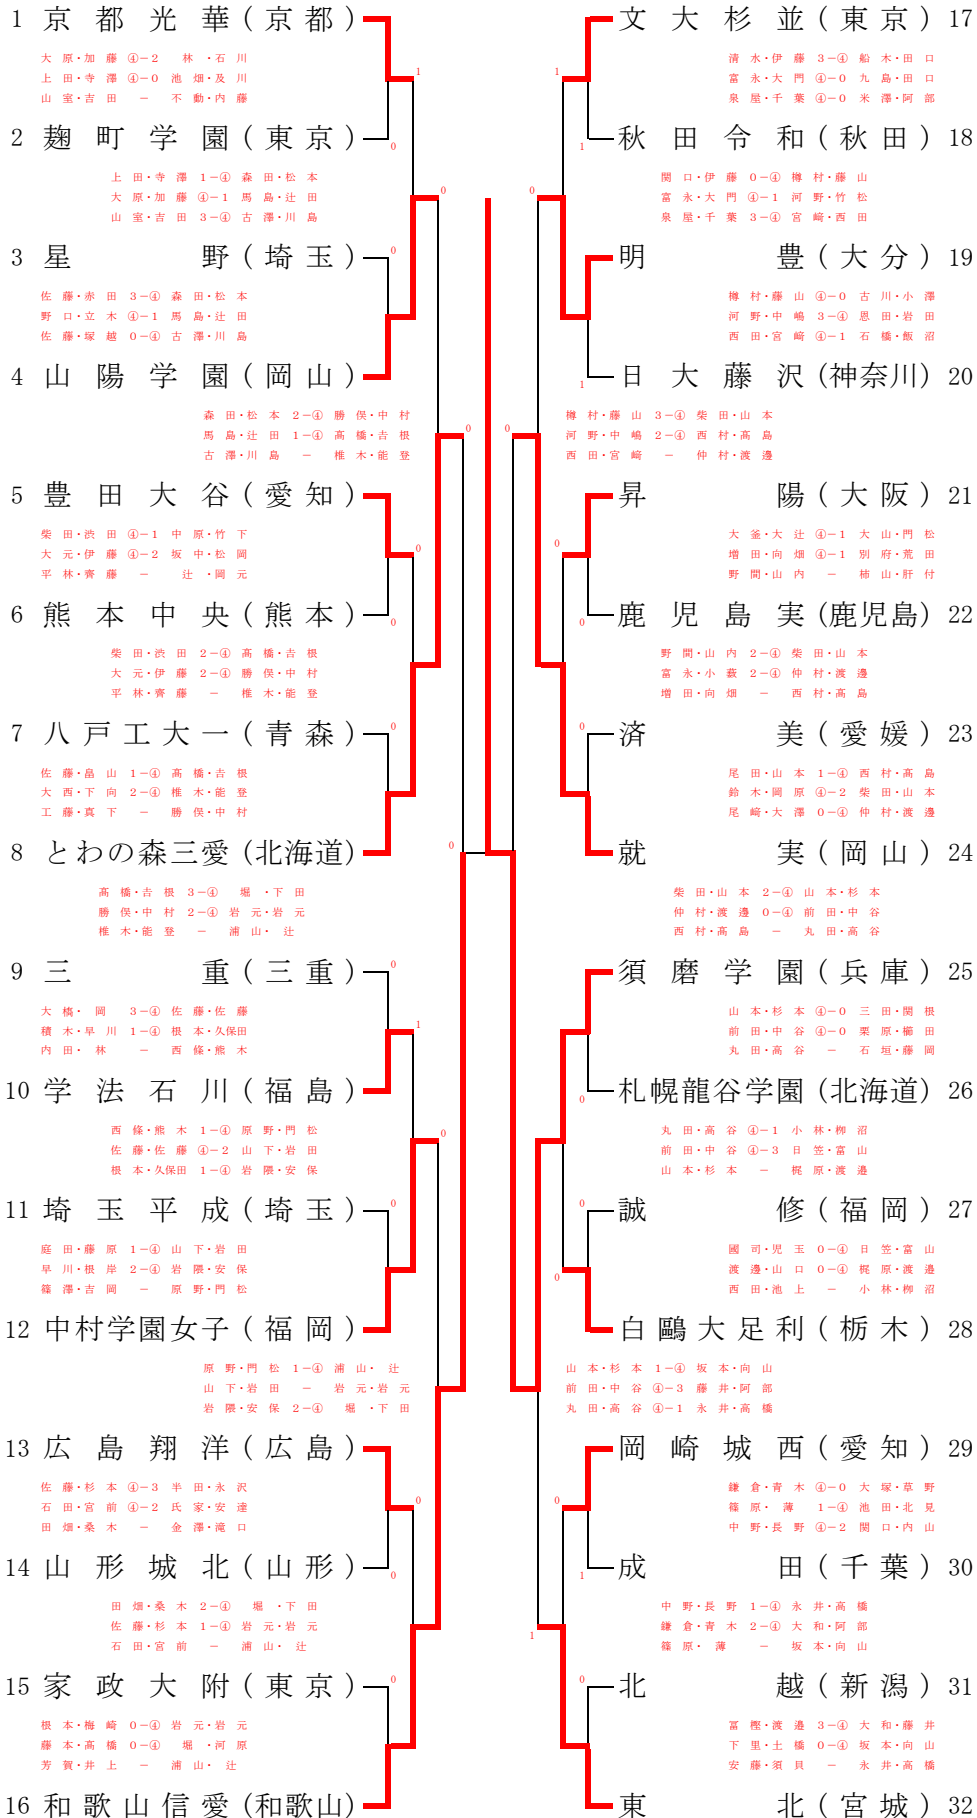 1 京都光華(京都)
大原・加藤 ④-2 林・石川
上田・寺澤 ④-0 池畑・及川
山室・吉田 - 不動・内藤
1
2 麹町学園(東京)
0
上田・寺澤 1-④ 森田・松本
大原・加藤 ④-1 馬島・辻田
山室・吉田 3-④ 古澤・川島
0
3 星野(埼玉)
0
佐藤・赤田 3-④ 森田・松本
野口・立木 ④-1 馬島・辻田
佐藤・塚越 0-④ 古澤・川島
4 山陽学園(岡山)
森田・松本 2-④ 勝俣・中村
馬島・辻田 1-④ 髙橋・𠮷根
古澤・川島 - 椎木・能登
0
5 豊田大谷(愛知)
柴田・渋田 ④-1 中原・竹下
大元・伊藤 ④-2 坂中・松岡
平林・齊藤 - 辻・岡元
0
6 熊本中央(熊本)
0
柴田・渋田 2-④ 髙橋・𠮷根
大元・伊藤 2-④ 勝俣・中村
平林・齊藤 - 椎木・能登
7 八戸工大一(青森)
0
佐藤・畠山 1-④ 髙橋・𠮷根
大西・下向 2-④ 椎木・能登
工藤・真下 - 勝俣・中村
8 とわの森三愛(北海道)
0
髙橋・𠮷根 3-④ 堀・下田
勝俣・中村 2-④ 岩元・岩元
椎木・能登 - 浦山・辻
9 三重(三重)
0
大橋・岡 3-④ 佐藤・佐藤
積木・早川 1-④ 根本・久保田
内田・林 - 西條・熊木
1
10 学法石川(福島)
西條・熊木 1-④ 原野・門松
佐藤・佐藤 ④-2 山下・岩田
根本・久保田 1-④ 岩隈・安保
0
11 埼玉平成(埼玉)
0
庭田・藤原 1-④ 山下・岩田
早川・根岸 2-④ 岩隈・安保
篠澤・吉岡 - 原野・門松
12 中村学園女子(福岡)
原野・門松 1-④ 浦山・辻
山下・岩田 - 岩元・岩元
岩隈・安保 2-④ 堀・下田
13 広島翔洋(広島)
佐藤・杉本 ④-3 半田・永沢
石田・宮前 ④-2 氏家・安達
田畑・桑木 - 金澤・滝口
0
14 山形城北(山形)
0
田畑・桑木 2-④ 堀・下田
佐藤・杉本 1-④ 岩元・岩元
石田・宮前 - 浦山・辻
15 家政大附(東京)
0
根本・梅崎 0-④ 岩元・岩元
藤本・高橋 0-④ 堀・河原
芳賀・井上 - 浦山・辻
16 和歌山信愛(和歌山)
文大杉並(東京) 17
清水・伊藤 3-④ 船木・田口
富永・大門 ④-0 九島・田口
泉屋・千葉 ④-0 米澤・阿部
1
秋田令和(秋田) 18
1
関口・伊藤 0-④ 樽村・藤山
富永・大門 ④-1 河野・竹松
泉屋・千葉 3-④ 宮﨑・西田
0
明豊(大分) 19
樽村・藤山 ④-0 古川・小澤
河野・中嶋 3-④ 恩田・岩田
西田・宮﨑 ④-1 石橋・飯沼
日大藤沢(神奈川) 20
1
樽村・藤山 3-④ 柴田・山本
河野・中嶋 2-④ 西村・髙島
西田・宮﨑 - 仲村・渡邊
0
昇陽(大阪) 21
大釜・大辻 ④-1 大山・門松
増田・向畑 ④-1 別府・荒田
野間・山内 - 柿山・肝付
0
鹿児島実(鹿児島) 22
0
野間・山内 2-④ 柴田・山本
富永・小薮 2-④ 仲村・渡邊
増田・向畑 - 西村・髙島
済美(愛媛) 23
0
尾田・山本 1-④ 西村・髙島
鈴木・岡原 ④-2 柴田・山本
尾﨑・大澤 0-④ 仲村・渡邊
就実(岡山) 24
柴田・山本 2-④ 山本・杉本
仲村・渡邊 0-④ 前田・中谷
西村・髙島 - 丸田・高谷
須磨学園(兵庫) 25
山本・杉本 ④-0 三田・関根
前田・中谷 ④-0 栗原・櫛田
丸田・高谷 - 石垣・藤岡
札幌龍谷学園(北海道) 26
0
丸田・高谷 ④-1 小林・柳沼
前田・中谷 ④-3 日笠・富山
山本・杉本 - 梶原・渡邉
誠修(福岡) 27
0
國司・児玉 0-④ 日笠・富山
渡邊・山口 0-④ 梶原・渡邉
西田・池上 - 小林・柳沼
0
白鷗大足利(栃木) 28
山本・杉本 1-④ 坂本・向山
前田・中谷 ④-3 藤井・阿部
丸田・高谷 ④-1 永井・高橋
岡崎城西(愛知) 29
鎌倉・青木 ④-0 大塚・草野
篠原・薄 1-④ 池田・北見
中野・長野 ④-2 関口・内山
0
成田(千葉) 30
1
中野・長野 1-④ 永井・高橋
鎌倉・青木 2-④ 大和・阿部
篠原・薄 - 坂本・向山
1
北越(新潟) 31
0
冨樫・渡邉 3-④ 大和・藤井
下里・土橋 0-④ 坂本・向山
安藤・須貝 - 永井・高橋
東北(宮城) 32